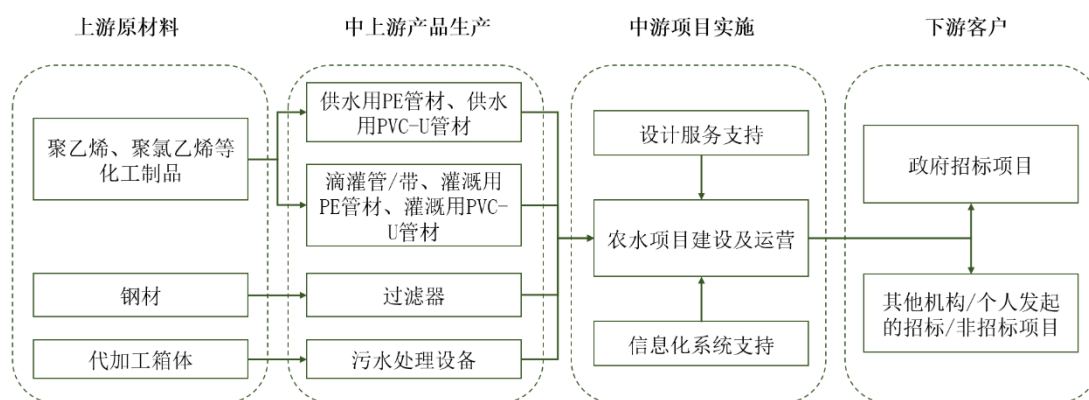 上游原材料
中上游产品生产
中游项目实施
下游客户
聚乙烯、聚氯乙烯等
化工制品
钢材
代加工箱体
供水用PE管材、供水
用PVC-U管材
滴灌管/带、灌溉用
PE管材、灌溉用PVC-
U管材
过滤器
污水处理设备
设计服务支持
农水项目建设及运营
信息化系统支持
政府招标项目
其他机构/个人发起
的招标/非招标项目